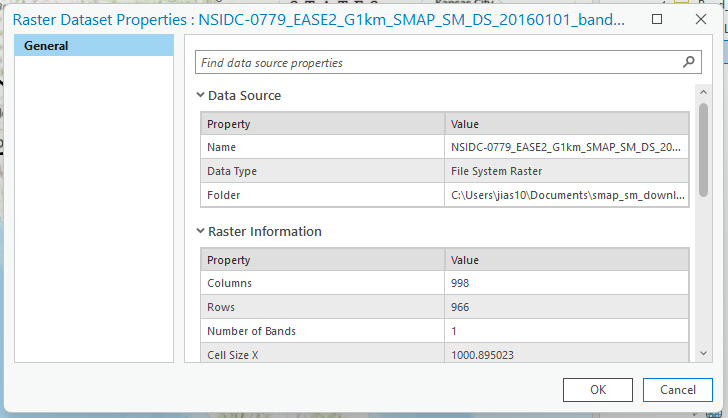 Raster Dataset Properties : NSIDC-0779_EASE2_G1km_SMAP_SM_DS_20160101_band...
General
Find data source properties
Data Source
Property Value
Name NSIDC-0779_EASE2_G1km_SMAP_SM_DS_20...
Data Type File System Raster
Folder C:\Users\jias10\Documents\smap_sm_downl...
Raster Information
Property Value
Columns 998
Rows 966
Number of Bands 1
Cell Size X 1000.895023
OK Cancel